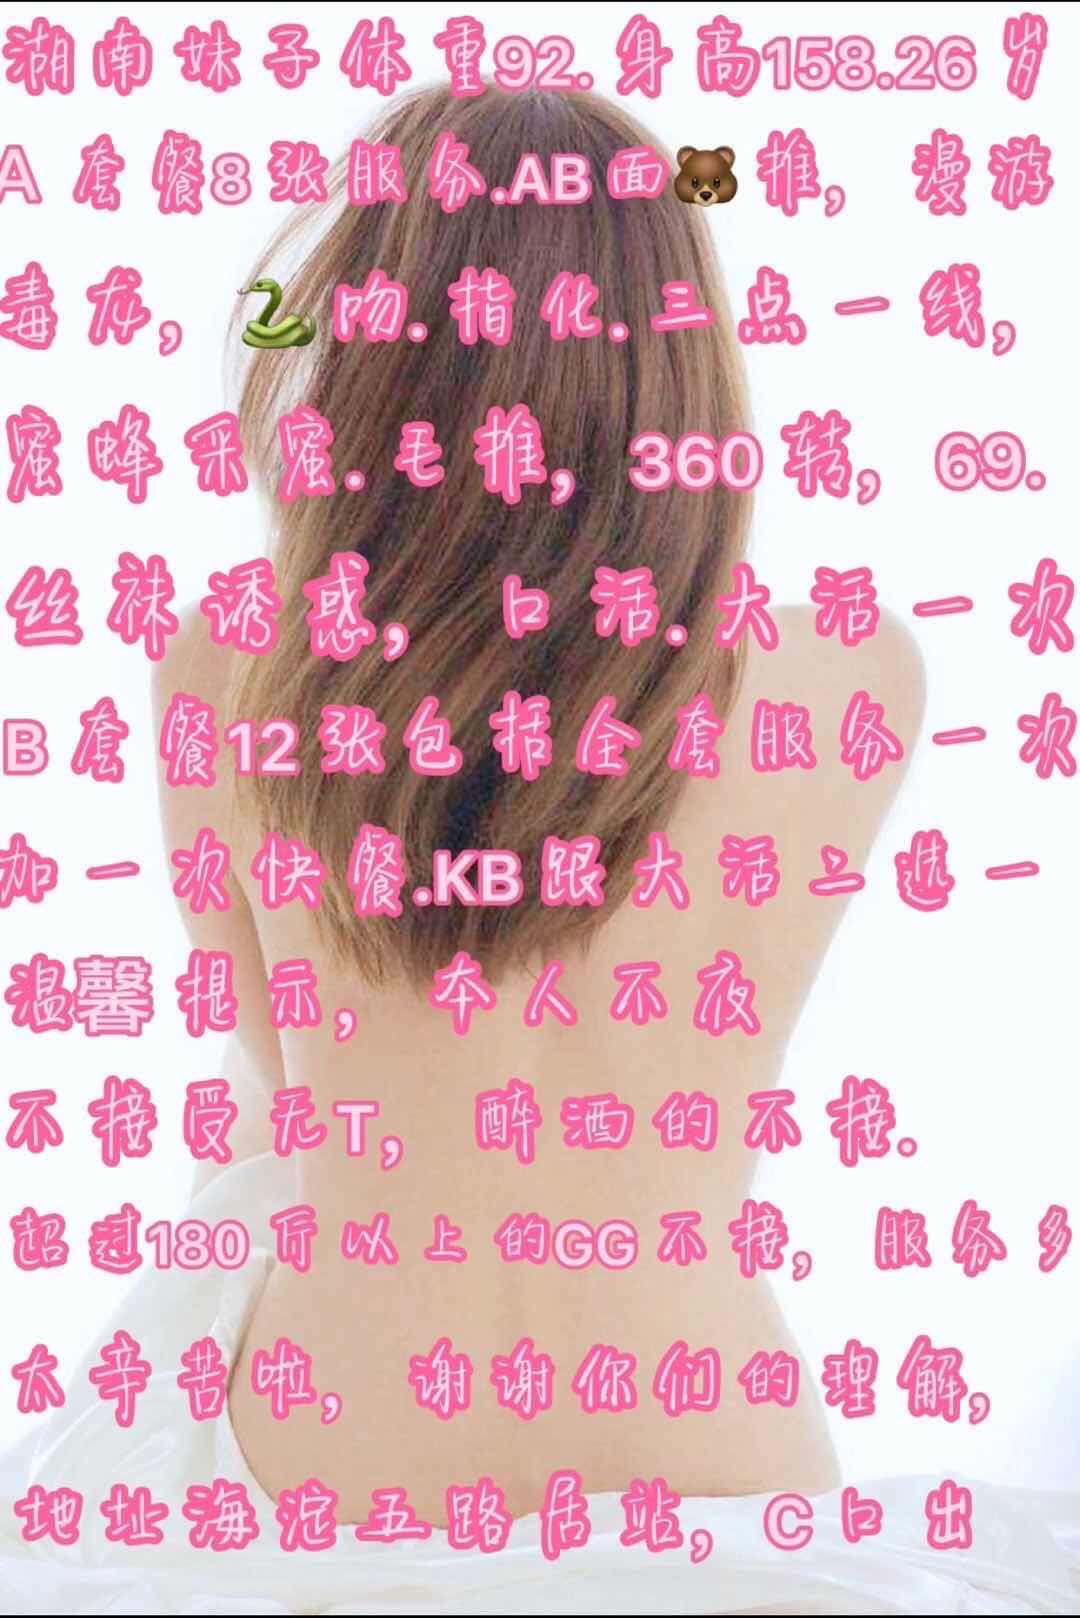 湖南妹子体重92.身高158.26岁
A套餐8张服务.AB面🐻推,漫游
毒龙,🐍吻.指化.三点一线,
蜜蜂采蜜.毛推,360转,69.
丝袜诱惑,口活.大活一次
B套餐12张包括全套服务一次
加一次快餐.KB跟大活二选一
温馨提示,本人不夜
不接受无T,醉酒的不接.
超过180斤以上的GG不接,服务多
太辛苦啦,谢谢你们的理解,
地址海淀五路居站,C口出